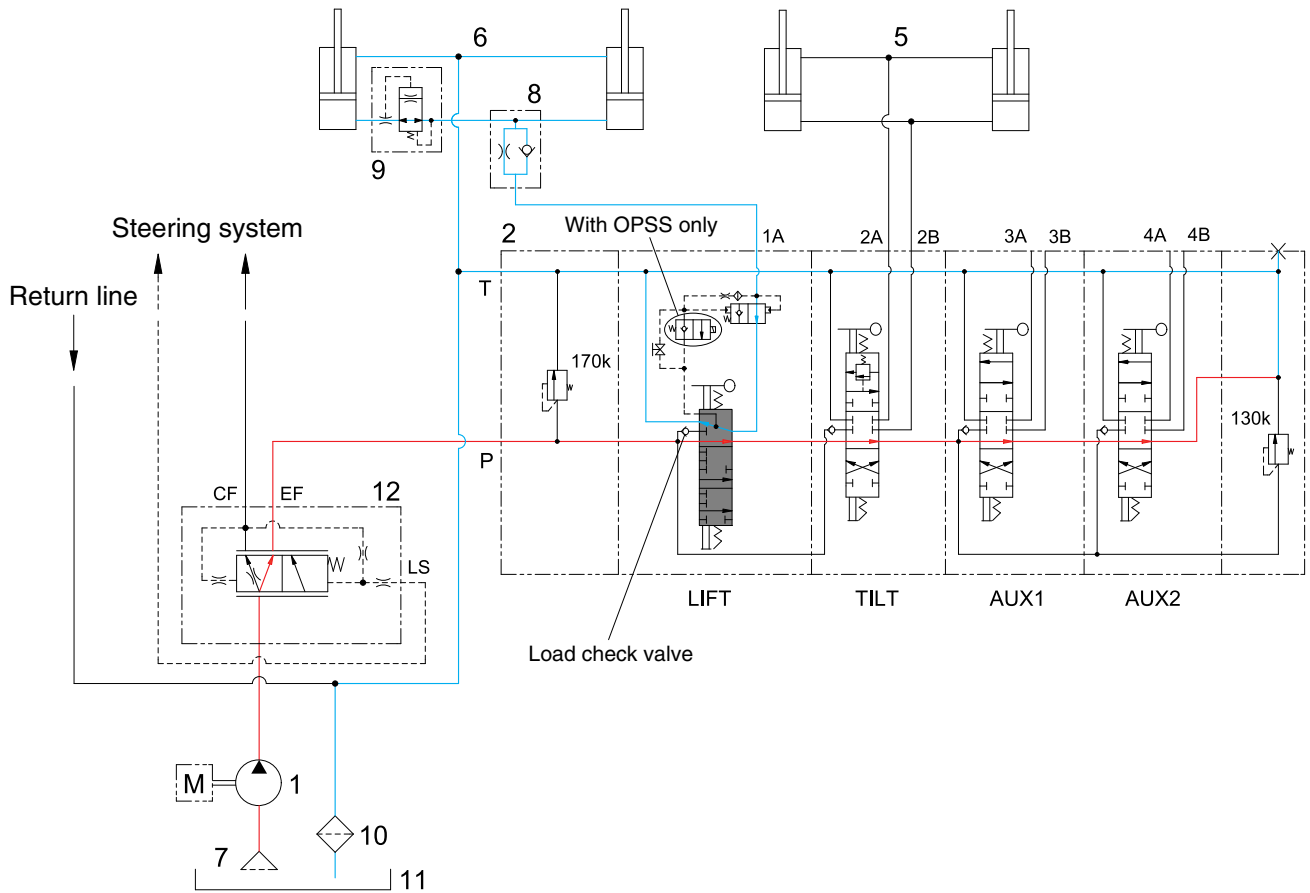 6
5
8
9
Steering system
With OPSS only
2
1A
2A
2B
3A
3B
4A
4B
Return line
T
170k
130k
P
CF
EF
12
LS
LIFT
TILT
AUX1
AUX2
Load check valve
M
1
10
7
11